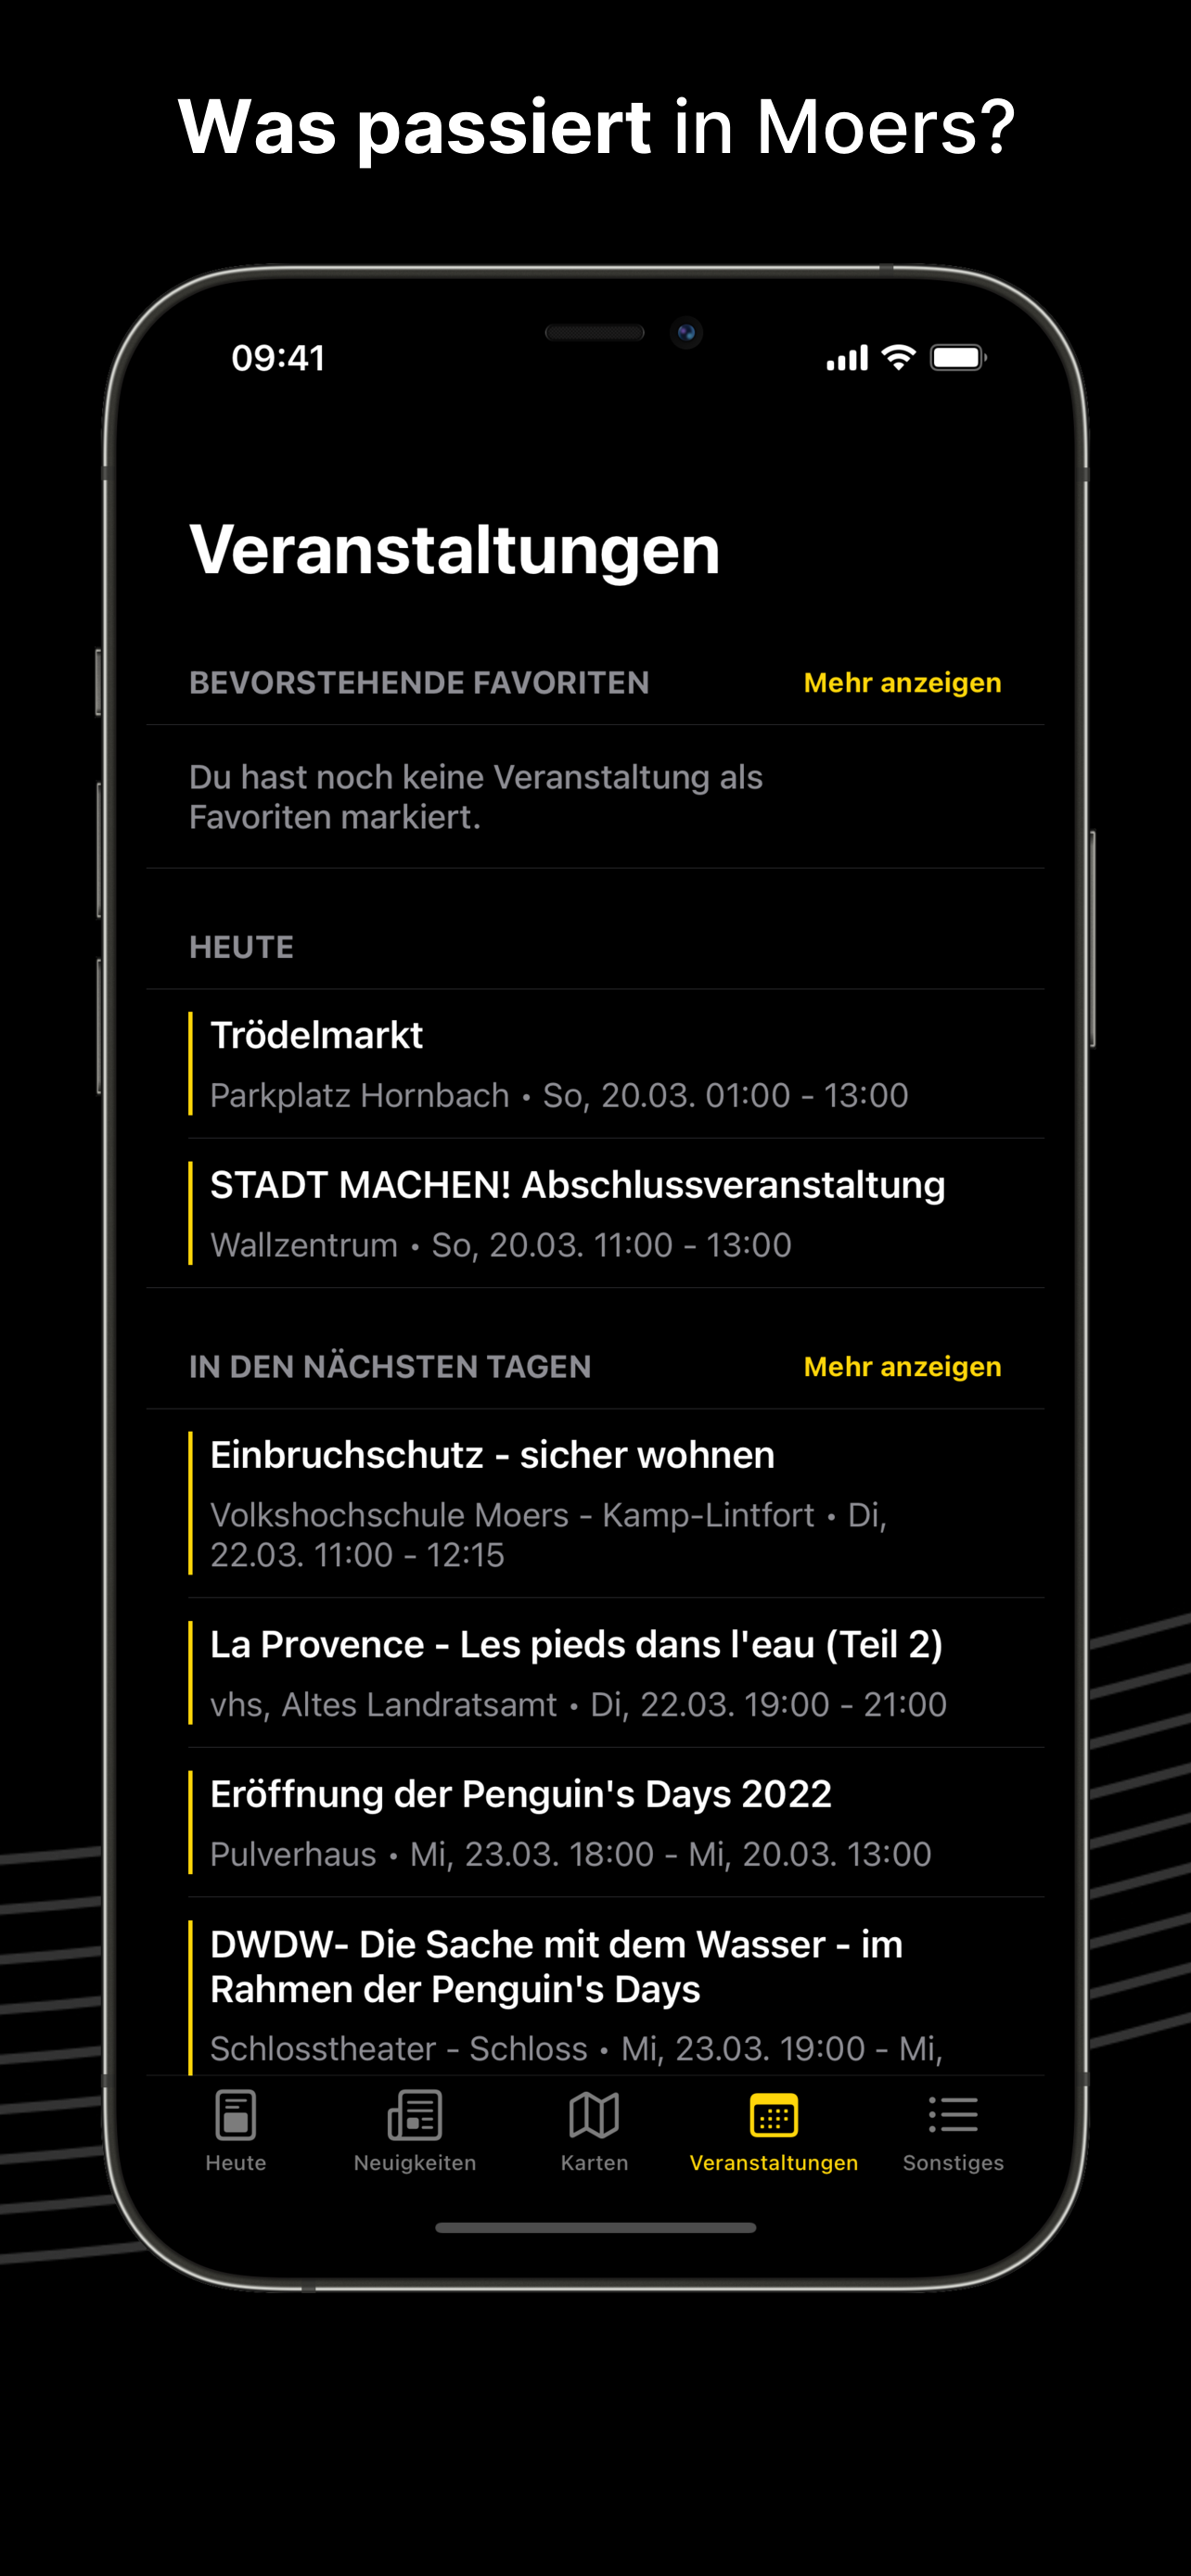 Was passiert in Moers?
09:41
Veranstaltungen
BEVORSTEHENDE FAVORITEN Mehr anzeigen
Du hast noch keine Veranstaltung als
Favoriten markiert.
HEUTE
Trödelmarkt
Parkplatz Hornbach • So, 20.03. 01:00 - 13:00
STADT MACHEN! Abschlussveranstaltung
Wallzentrum • So, 20.03. 11:00 - 13:00
IN DEN NÄCHSTEN TAGEN Mehr anzeigen
Einbruchschutz - sicher wohnen
Volkshochschule Moers - Kamp-Lintfort • Di,
22.03. 11:00 - 12:15
La Provence - Les pieds dans l'eau (Teil 2)
vhs, Altes Landratsamt • Di, 22.03. 19:00 - 21:00
Eröffnung der Penguin's Days 2022
Pulverhaus • Mi, 23.03. 18:00 - Mi, 20.03. 13:00
DWDW- Die Sache mit dem Wasser - im
Rahmen der Penguin's Days
Schlosstheater - Schloss • Mi, 23.03. 19:00 - Mi,
Heute Neuigkeiten Karten Veranstaltungen Sonstiges